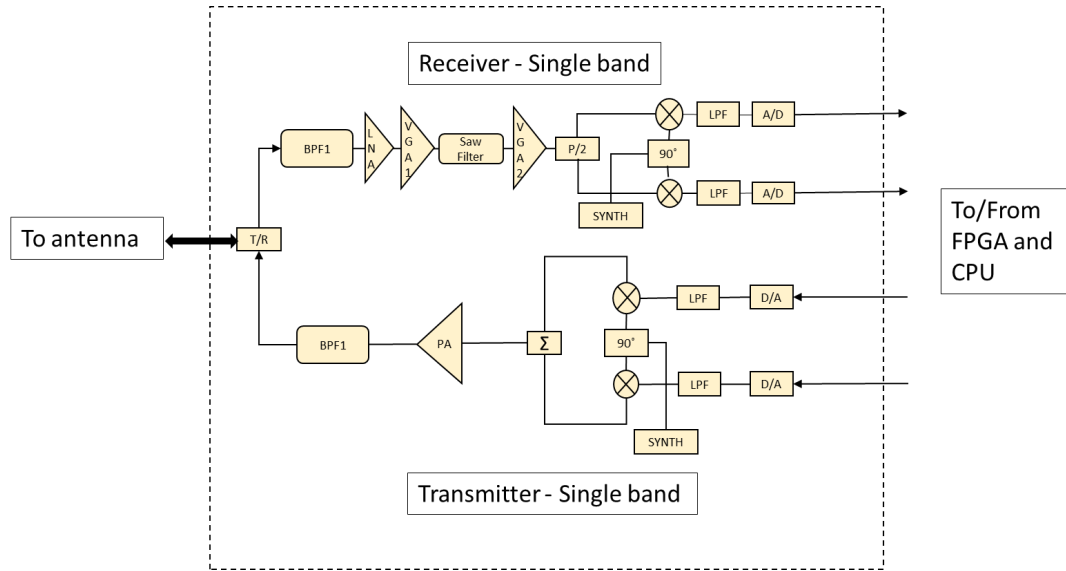 Receiver - Single band
BPF1
L
N
A
V
G
A
1
Saw
Filter
V
G
A
2
P/2
90°
SYNTH
LPF
A/D
LPF
A/D
To antenna
T/R
To/From
FPGA and
CPU
BPF1
PA
Σ
90°
SYNTH
LPF
D/A
LPF
D/A
Transmitter - Single band